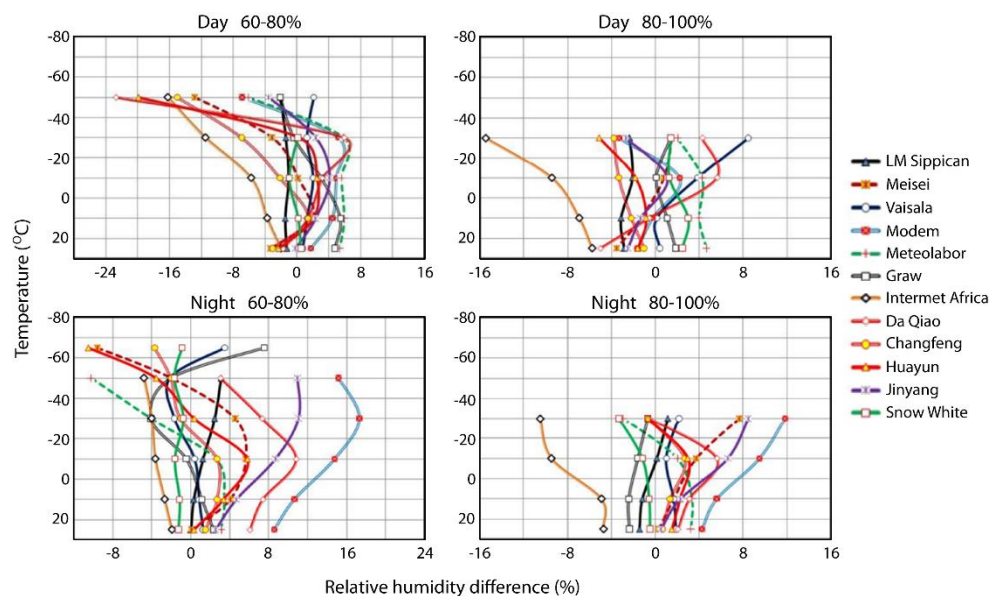 Day 60-80%
Day 80-100%
-80
-60
-40
-20
0
20
-24
-16
-8
0
8
16
-80
-60
-40
-20
0
20
-16
-8
0
8
16
Night 60-80%
Night 80-100%
-80
-60
-40
-20
0
20
-8
0
8
16
24
-80
-60
-40
-20
0
20
-16
-8
0
8
16
Temperature (°C)
Relative humidity difference (%)
LM Sippican
Meisei
Vaisala
Modem
Meteolabor
Graw
Intermet Africa
Da Qiao
Changfeng
Huayun
Jinyang
Snow White